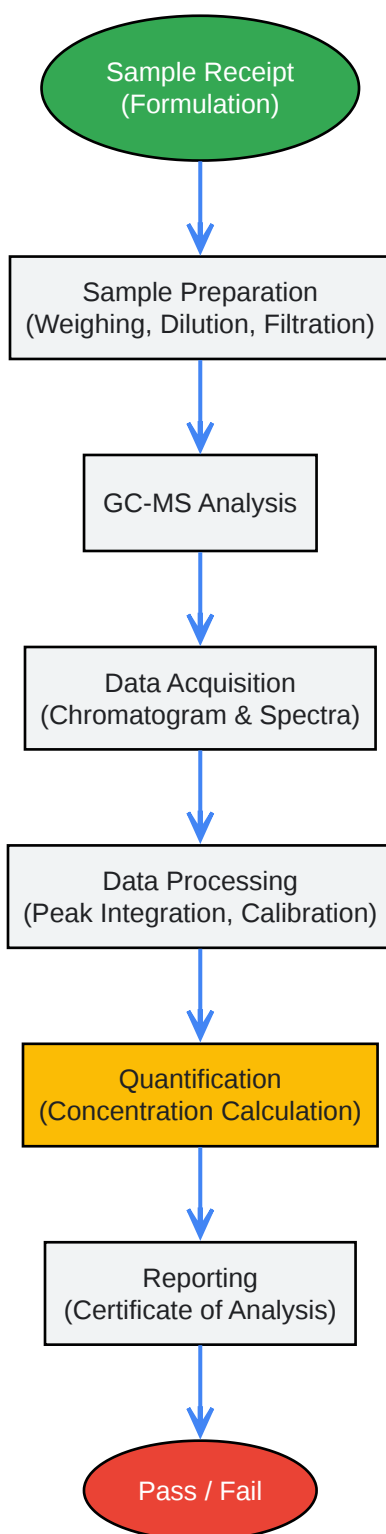 Sample Receipt
(Formulation)
Sample Preparation
(Weighing, Dilution, Filtration)
GC-MS Analysis
Data Acquisition
(Chromatogram & Spectra)
Data Processing
(Peak Integration, Calibration)
Quantification
(Concentration Calculation)
Reporting
(Certificate of Analysis)
Pass / Fail